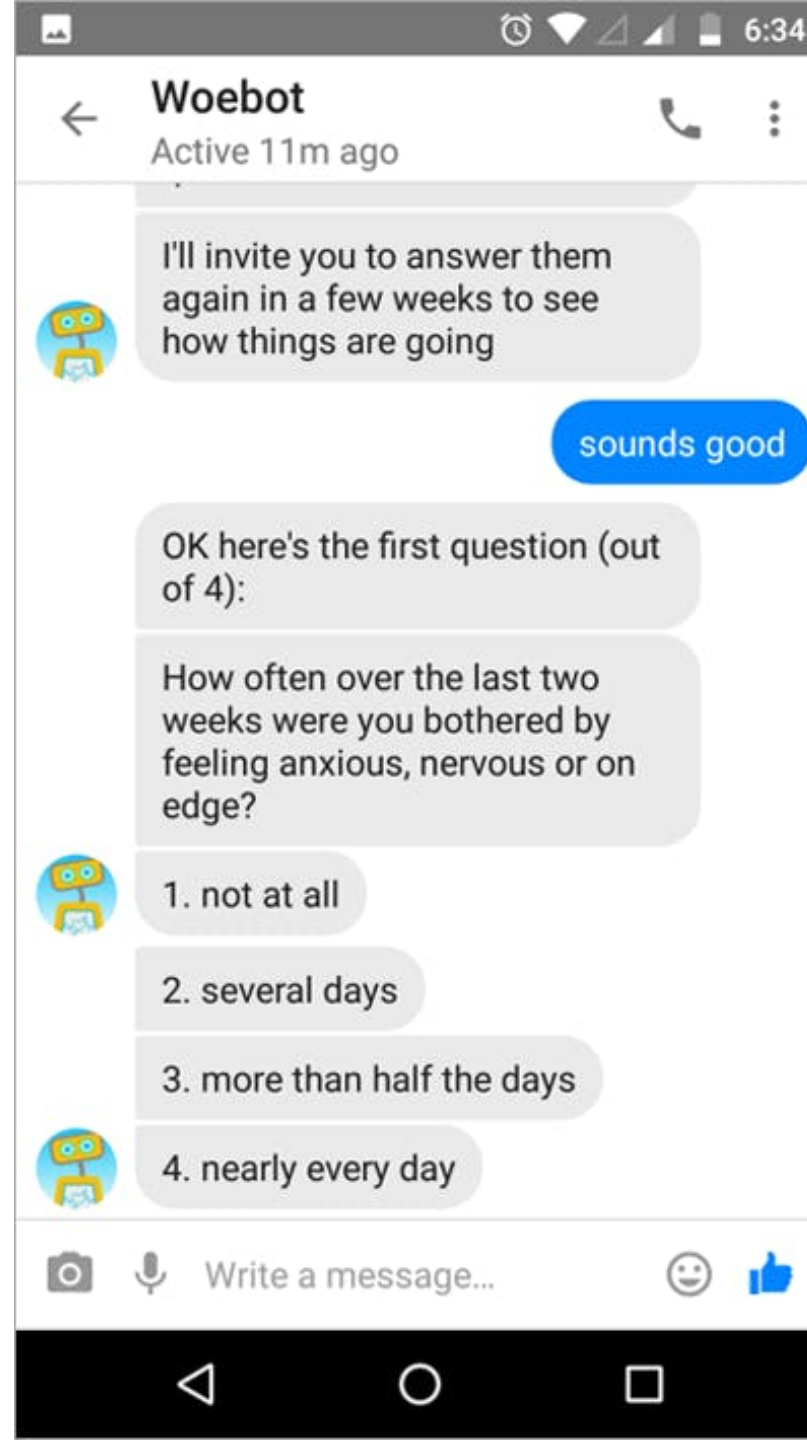 6:34
Woebot
Active 11m ago
I'll invite you to answer them
again in a few weeks to see
how things are going
sounds good
OK here's the first question (out
of 4):
How often over the last two
weeks were you bothered by
feeling anxious, nervous or on
edge?
1. not at all
2. several days
3. more than half the days
4. nearly every day
Write a message...